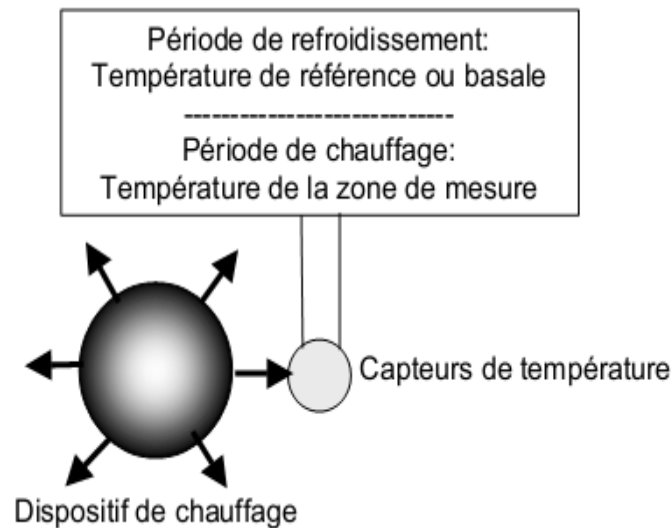 Période de refroidissement:
Température de référence ou basale
-----------------------------
Période de chauffage:
Température de la zone de mesure
Capteurs de température
Dispositif de chauffage